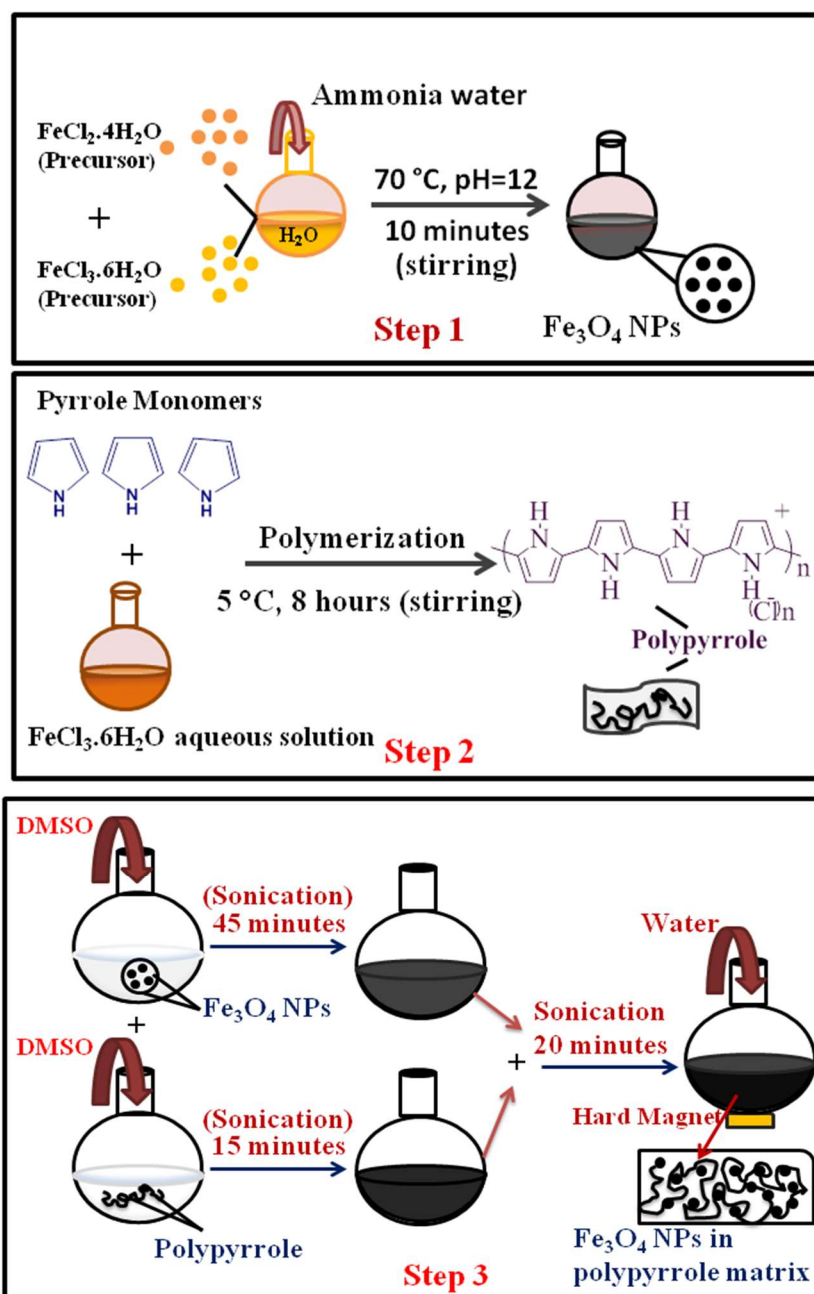 Ammonia water
FeCl₂.4H₂O
(Precursor)
+
FeCl₃.6H₂O
(Precursor)
H₂O
70 °C, pH=12
10 minutes
(stirring)
Fe₃O₄ NPs
Step 1
Pyrrole Monomers
N
H
N
H
N
H
+
FeCl₃.6H₂O aqueous solution
Polymerization
5 °C, 8 hours (stirring)
H
N
N
H
H
N
N
H
+
n
(Cl⁻)n
Polypyrrole
Step 2
DMSO
(Sonication)
45 minutes
Fe₃O₄ NPs
+
DMSO
(Sonication)
15 minutes
Polypyrrole
+
Sonication
20 minutes
Water
Hard Magnet
Fe₃O₄ NPs in
polypyrrole matrix
Step 3